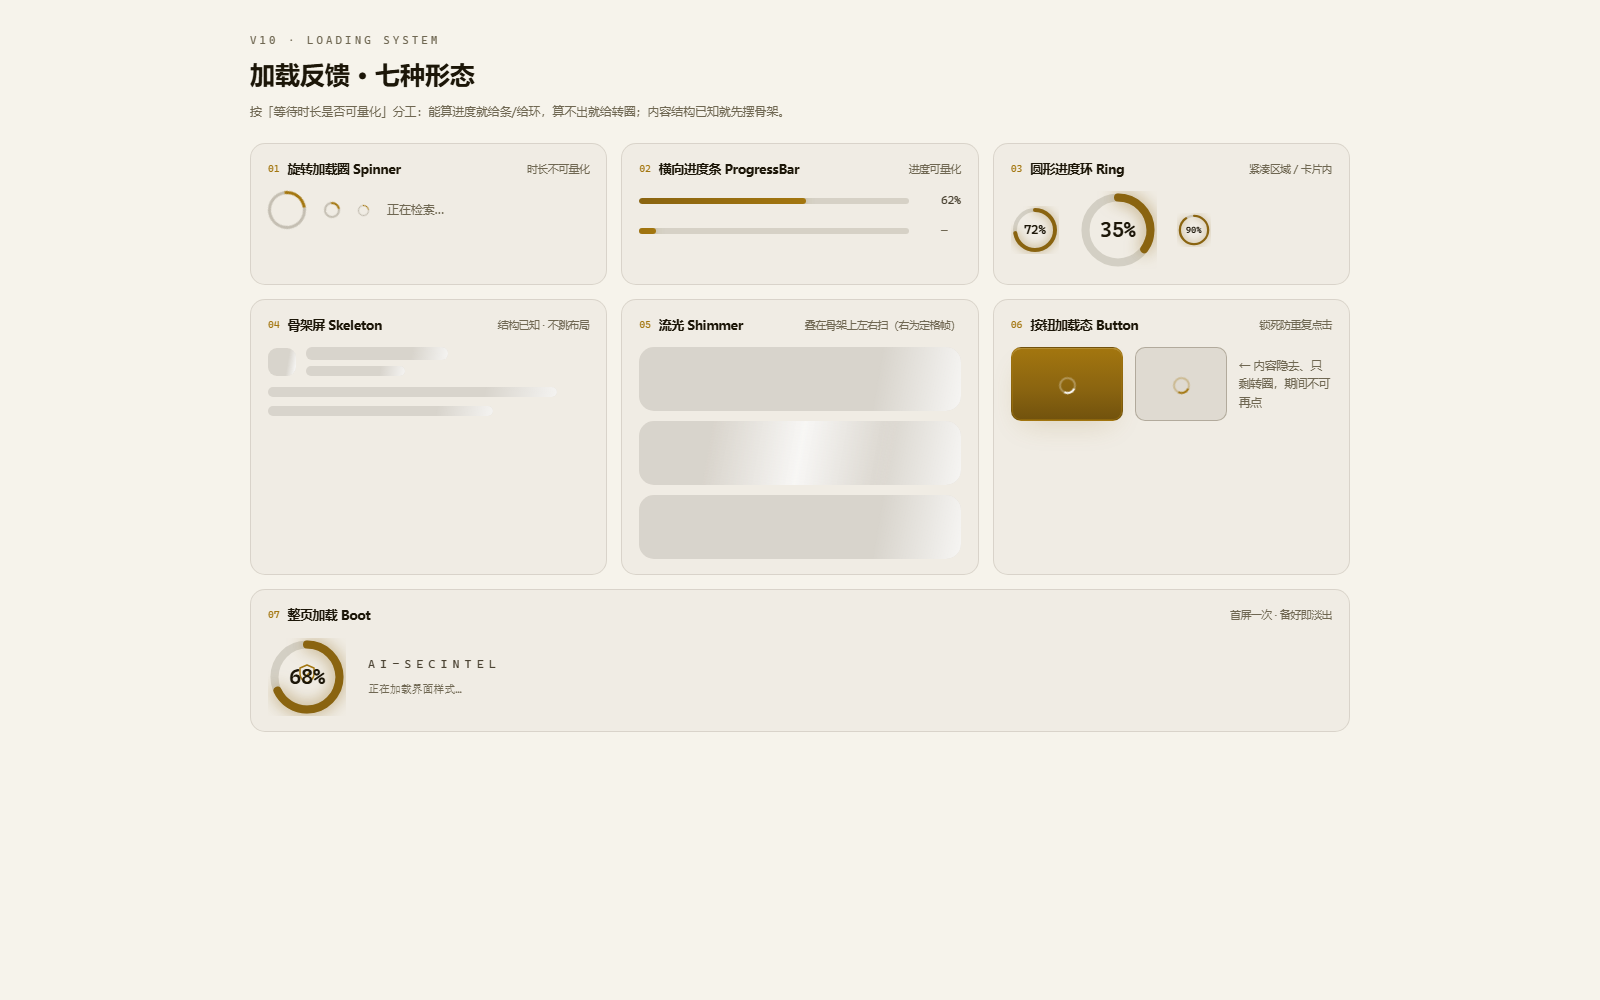 V10 · LOADING SYSTEM
加载反馈 · 七种形态
按「等待时长是否可量化」分工：能算进度就给条/给环，算不出就给转圈；内容结构已知就先摆骨架。
01 旋转加载圈 Spinner 时长不可量化
正在检索…
02 横向进度条 ProgressBar 进度可量化
62%
—
03 圆形进度环 Ring 紧凑区域 / 卡片内
72% 35% 90%
04 骨架屏 Skeleton 结构已知 · 不跳布局
05 流光 Shimmer 叠在骨架上左右扫（右为定格帧）
06 按钮加载态 Button 锁死防重复点击
← 内容隐去、只
剩转圈，期间不可
再点
07 整页加载 Boot 首屏一次 · 备好即淡出
68%
AI-SECINTEL
正在加载界面样式…